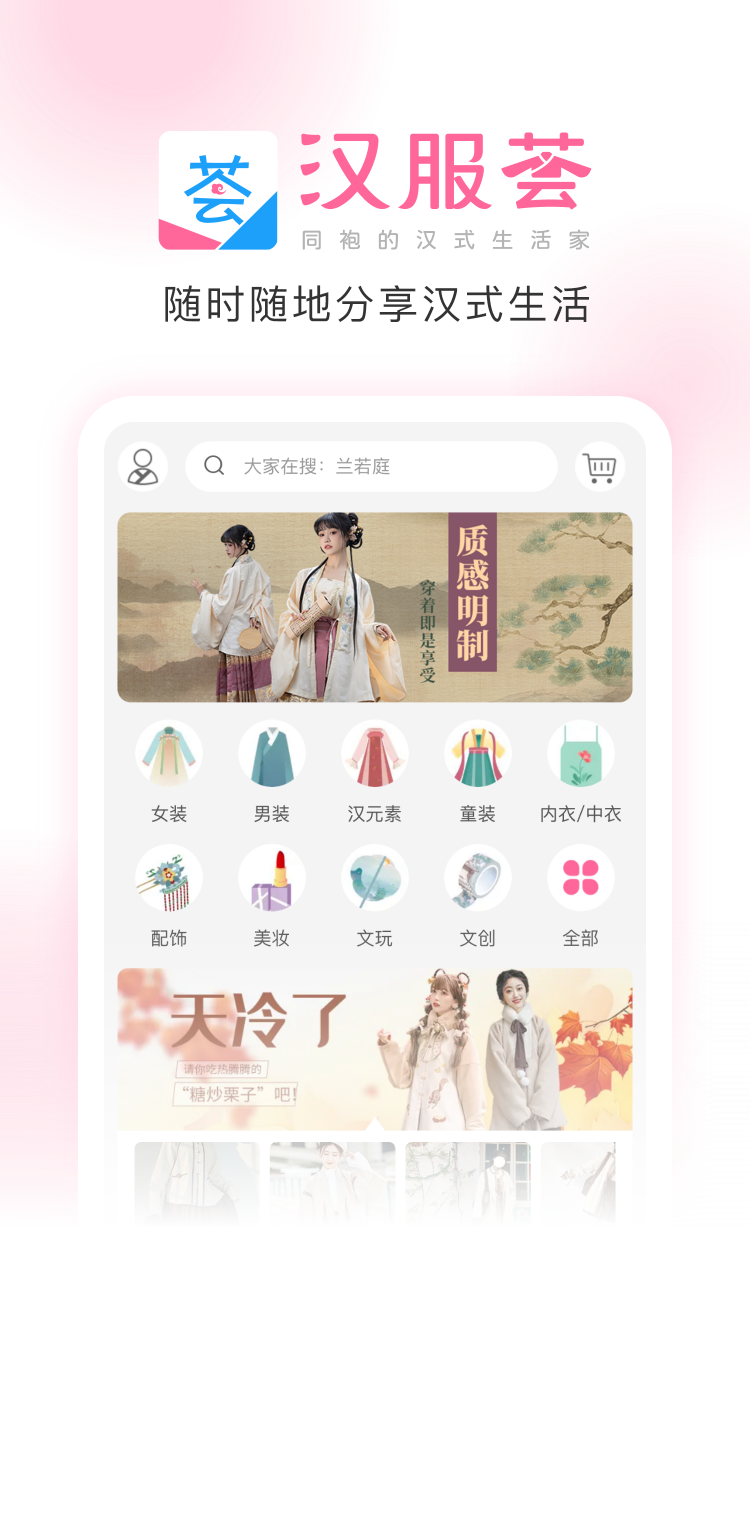 荟
汉服荟
同袍的汉式生活家
随时随地分享汉式生活
大家在搜：兰若庭
质感明制
穿着即是享受
女装
男装
汉元素
童装
内衣/中衣
配饰
美妆
文玩
文创
全部
天冷了
请你吃热腾腾的
“糖炒栗子”吧！